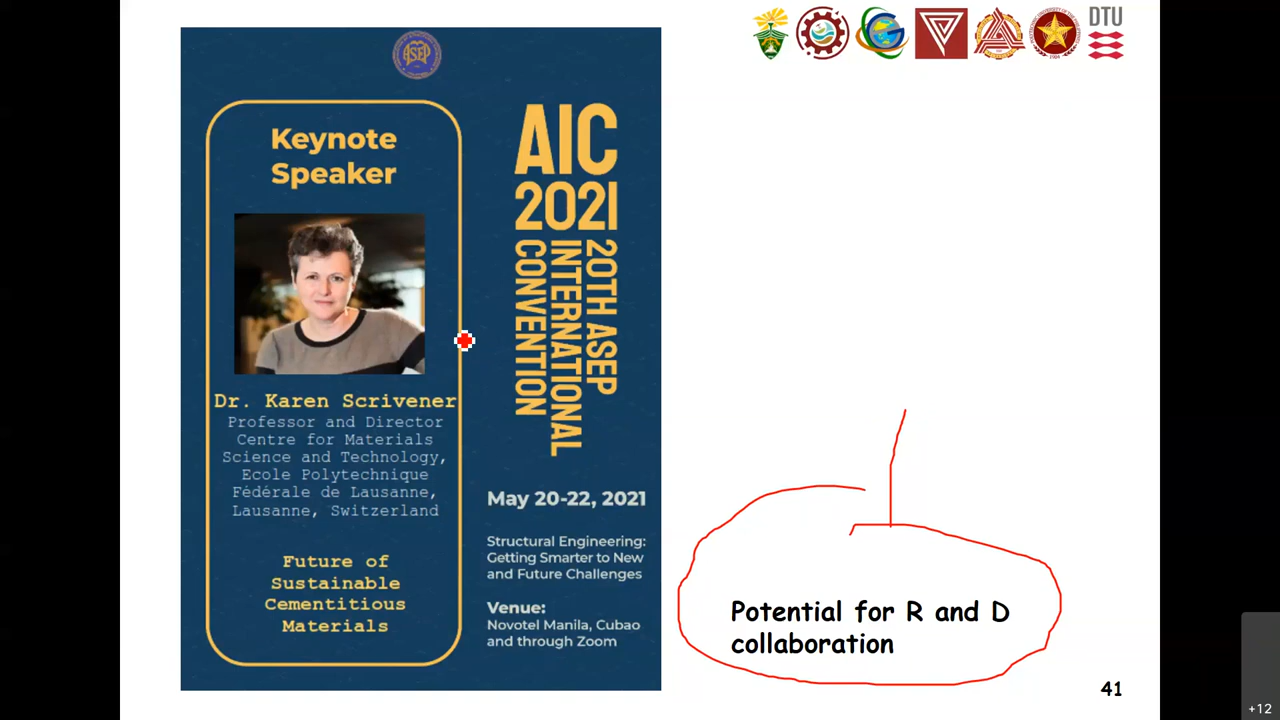 ASEP
Keynote
Speaker
Dr. Karen Scrivener
Professor and Director
Centre for Materials
Science and Technology,
Ecole Polytechnique
Fédérale de Lausanne,
Lausanne, Switzerland
Future of
Sustainable
Cementitious
Materials
AIC
2021
20TH ASEP
INTERNATIONAL
CONVENTION
May 20-22, 2021
Structural Engineering:
Getting Smarter to New
and Future Challenges
Venue:
Novotel Manila, Cubao
and through Zoom
DTU
Potential for R and D
collaboration
41
+12